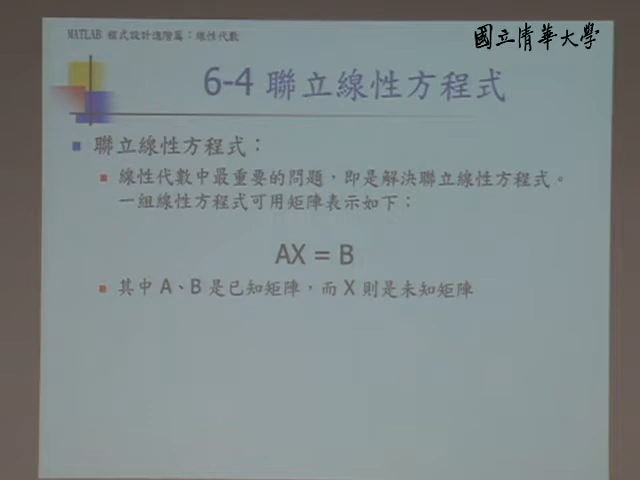 MATLAB 程式設計進階篇：線性代數
國立清華大學
6-4 聯立線性方程式
聯立線性方程式：
線性代數中最重要的問題，即是解決聯立線性方程式。
一組線性方程式可用矩陣表示如下：
AX = B
其中 A、B 是已知矩陣，而 X 則是未知矩陣